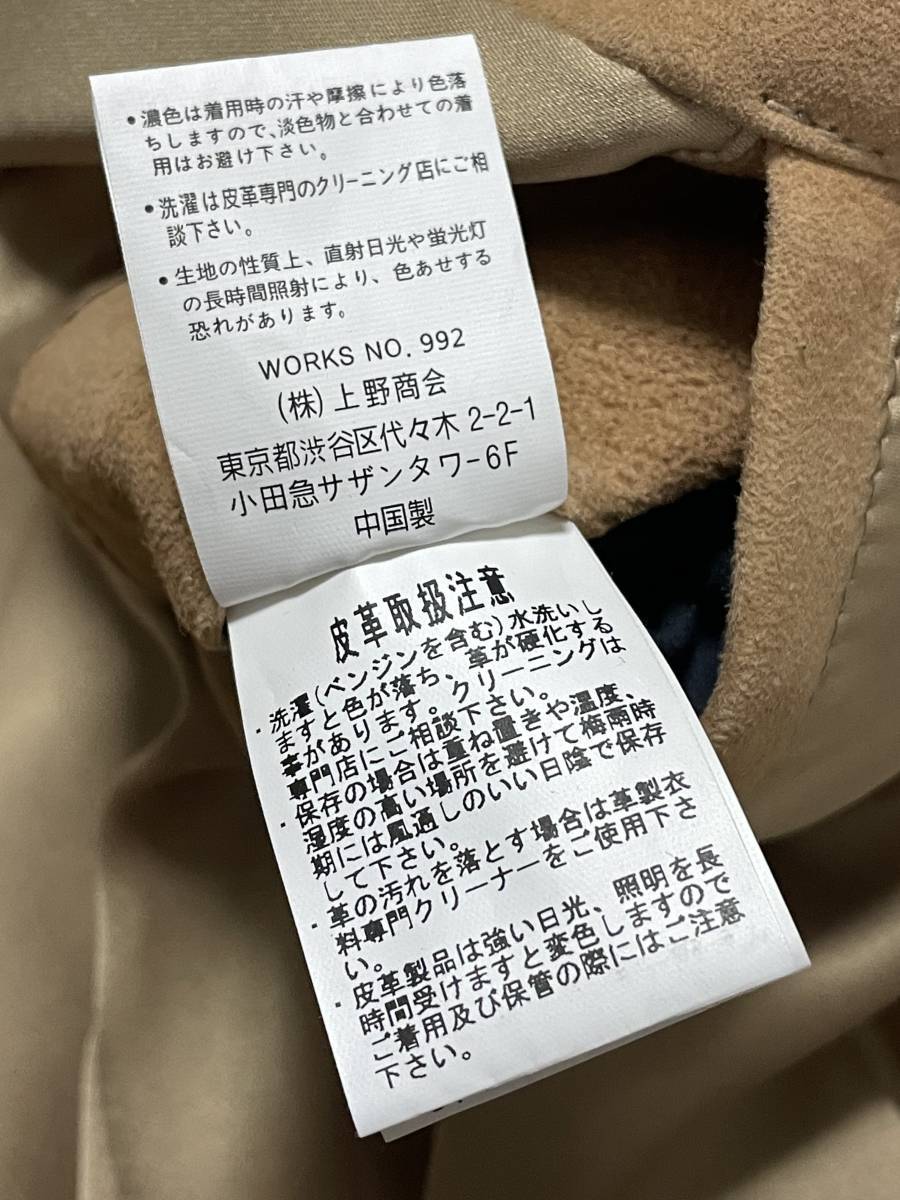 ・濃色は着用時の汗や摩擦により色落
ちしますので、淡色物と合わせての着
用はお避け下さい。
・洗濯は皮革専門のクリーニング店にご相
談下さい。
・生地の性質上、直射日光や蛍光灯
の長時間照射により、色あせする
恐れがあります。
WORKS NO. 992
(株)上野商会
東京都渋谷区代々木 2-2-1
小田急サザンタワー6F
中国製
皮革取扱注意
・洗濯(ベンジンを含む)水洗いし
ますと色が落ち、革が硬化する
事があります。クリーニングは
専門店にご相談下さい。
・保存の場合は重ね置きや温度、
湿度の高い場所を避けて梅雨時
期には風通しのいい日陰で保存
して下さい。
・革の汚れを落とす場合は革製衣
料専門クリーナーをご使用下さ
い。
・皮革製品は強い日光、照明を長
時間受けますと変色しますので
ご着用及び保管の際にはご注意
下さい。